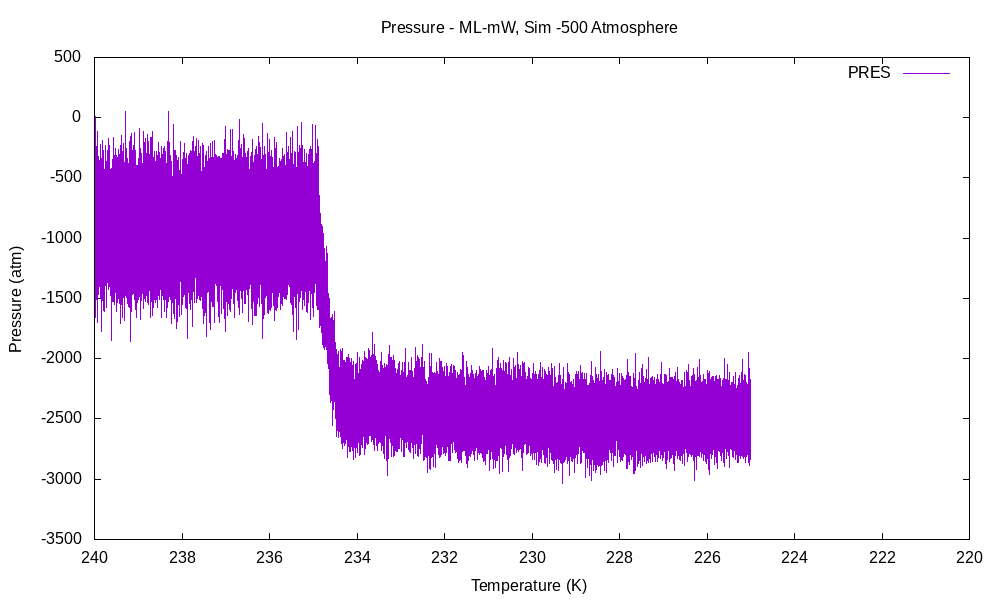 Pressure - ML-mW, Sim -500 Atmosphere
PRES
500
0
-500
-1000
-1500
-2000
-2500
-3000
-3500
Pressure (atm)
240 238 236 234 232 230 228 226 224 222 220
Temperature (K)